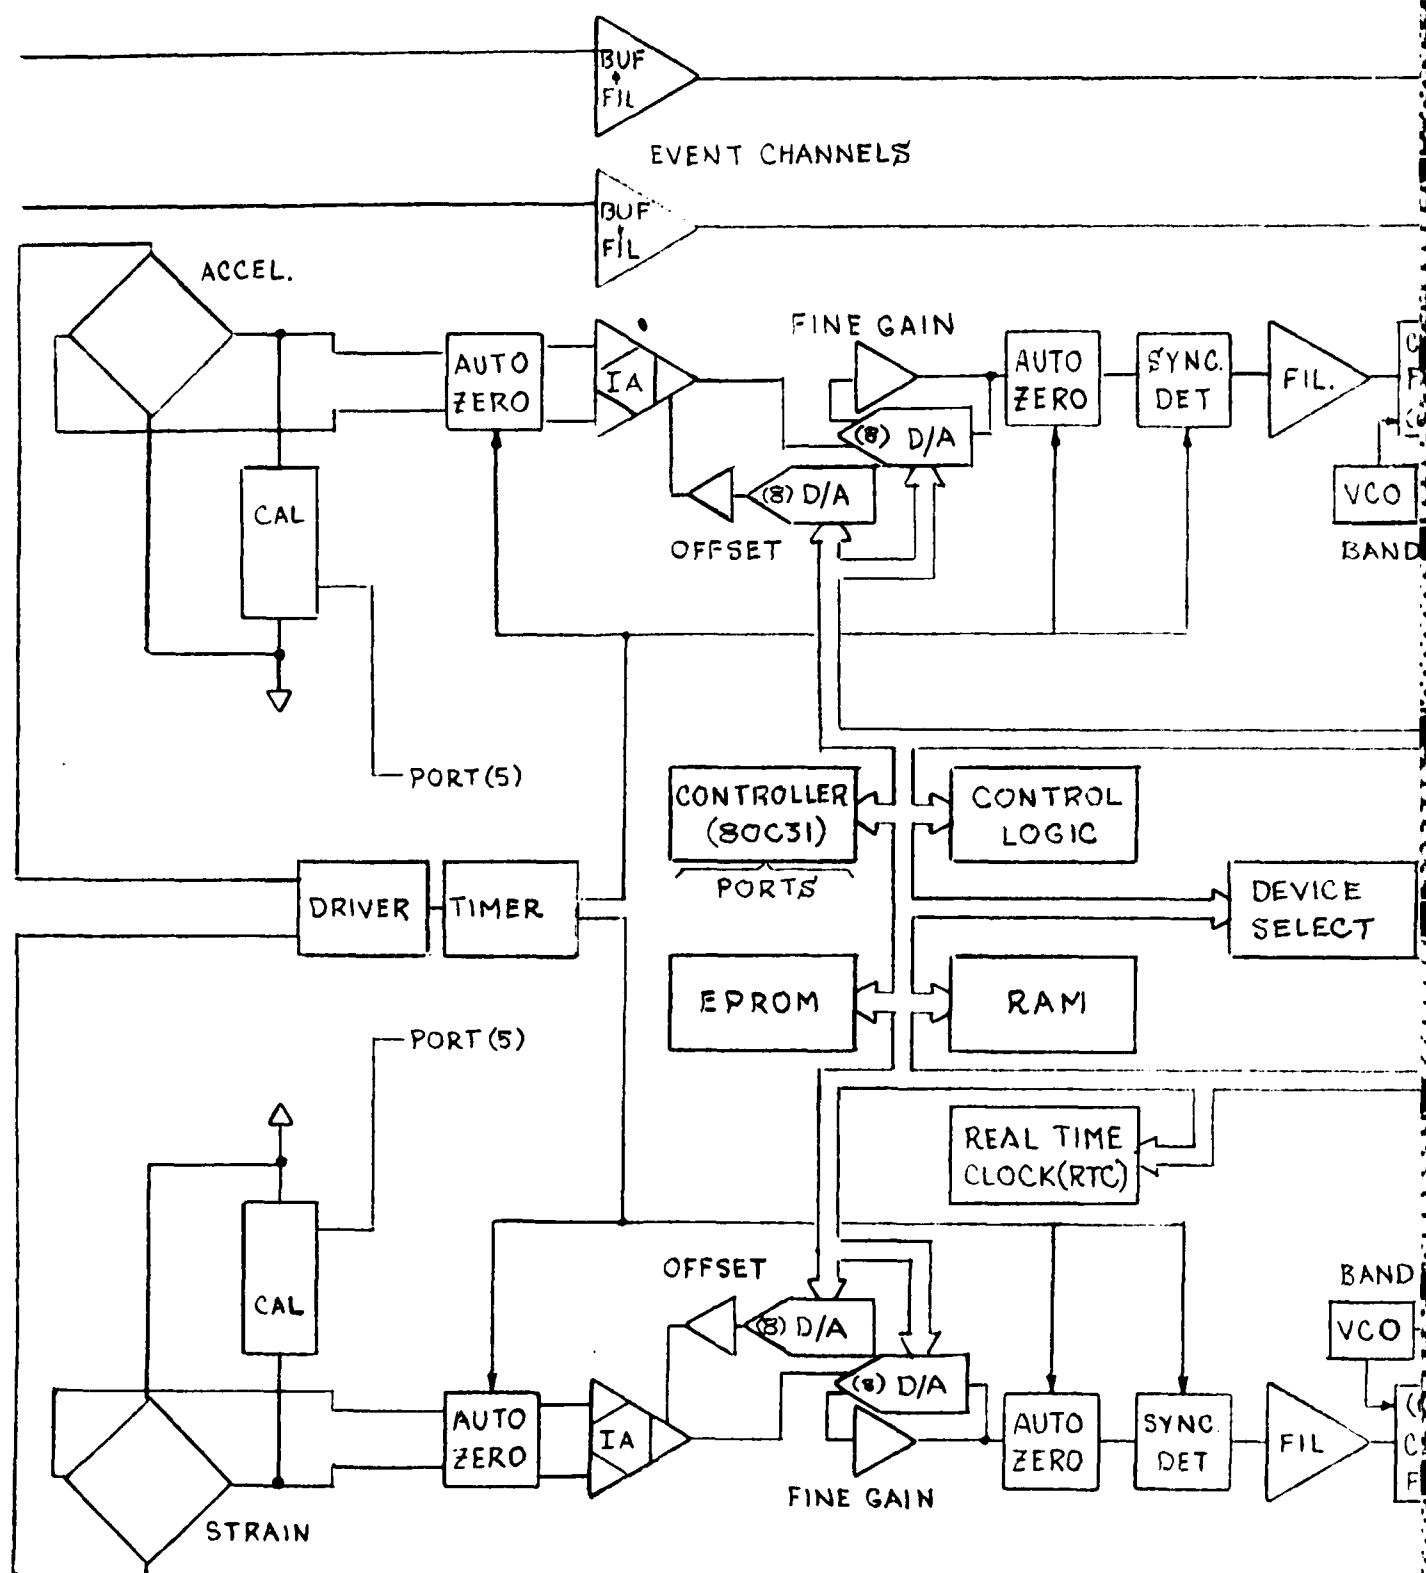 BUF
FIL
EVENT CHANNELS
BUF
FIL
ACCEL.
FINE GAIN
AUTO
ZERO
IA
AUTO
ZERO
SYNC.
DET
FIL.
(8) D/A
(8) D/A
CAL
VCO
OFFSET
BAND
PORT(5)
CONTROLLER
(80C31)
CONTROL
LOGIC
PORTS
DRIVER
TIMER
DEVICE
SELECT
EPROM
RAM
PORT(5)
REAL TIME
CLOCK(RTC)
OFFSET
BAND
CAL
(8) D/A
VCO
(8) D/A
AUTO
ZERO
IA
AUTO
ZERO
SYNC.
DET
FIL
FINE GAIN
STRAIN